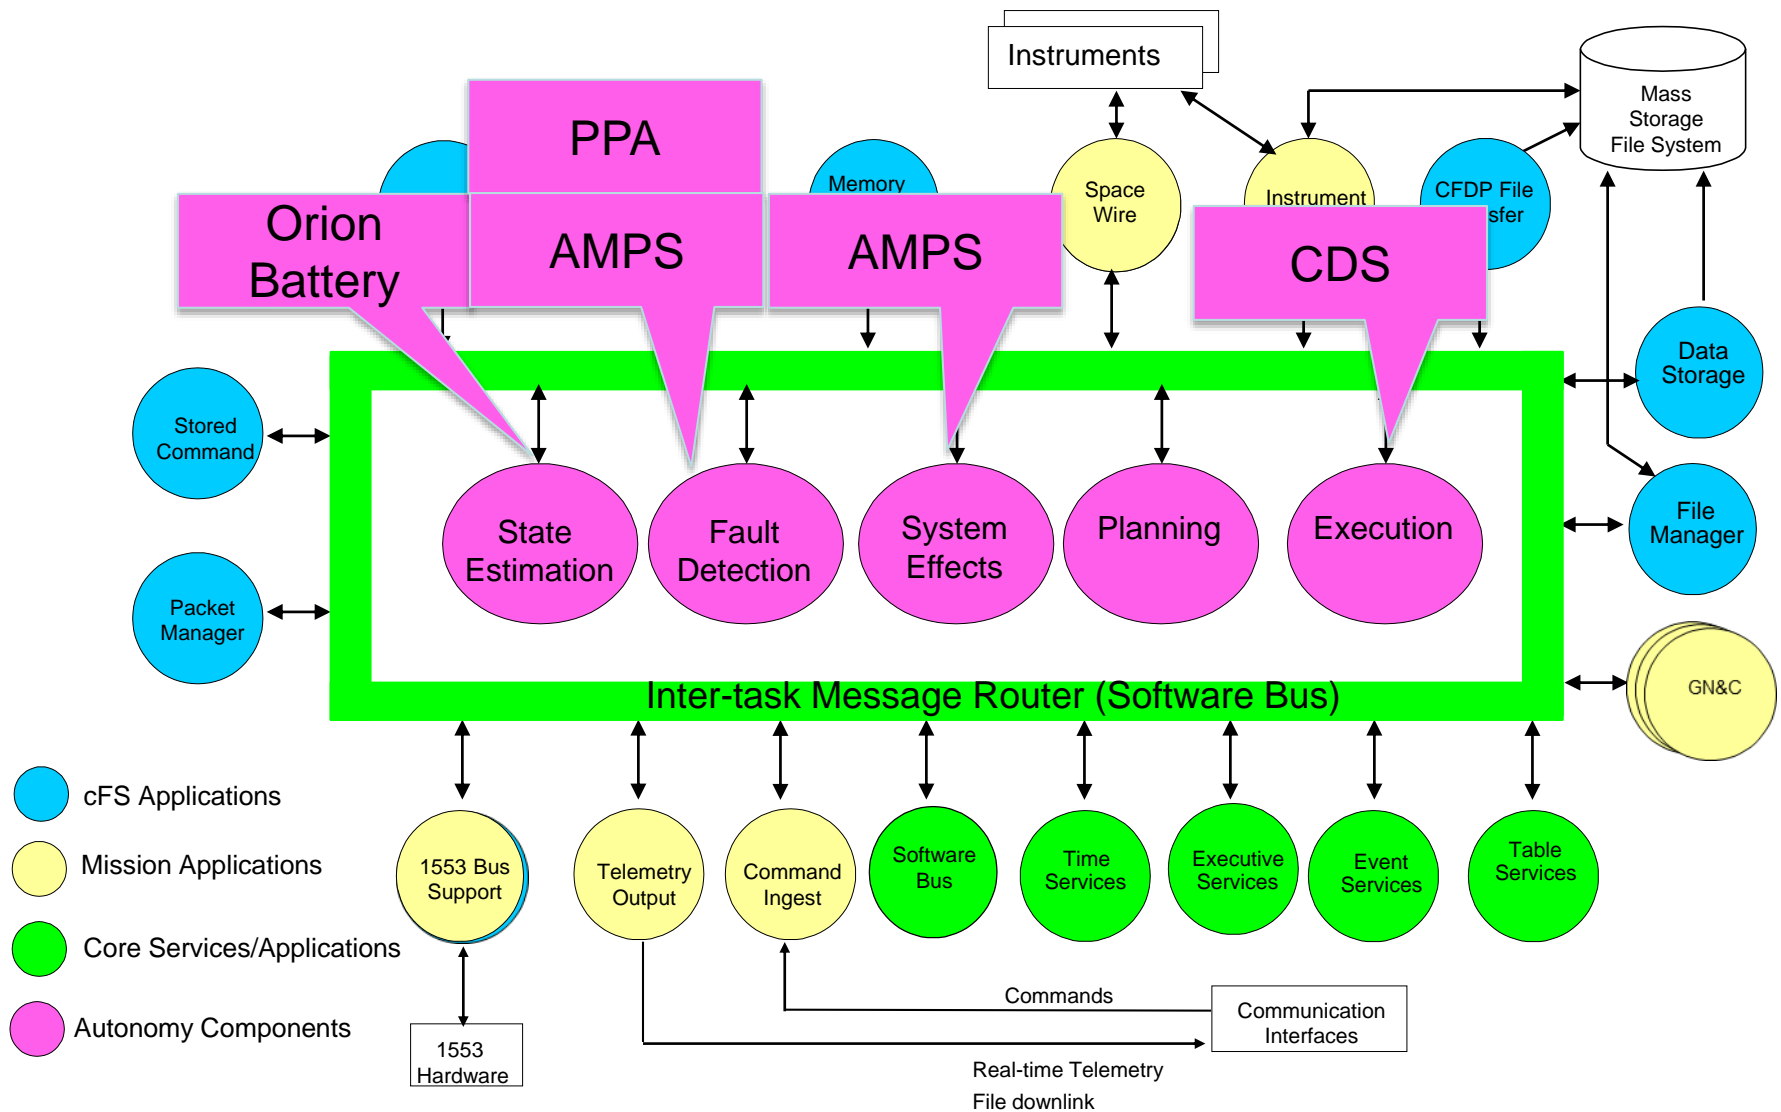 Instruments
Mass
Storage
File System
PPA
Memory
Space
Wire
Instrument
CFDP File
sfer
Orion
Battery
AMPS
AMPS
CDS
Data
Storage
Stored
Command
File
Manager
State
Estimation
Fault
Detection
System
Effects
Planning
Execution
Packet
Manager
GN&C
Inter-task Message Router (Software Bus)
cFS Applications
Mission Applications
Core Services/Applications
Autonomy Components
1553 Bus
Support
Telemetry
Output
Command
Ingest
Software
Bus
Time
Services
Executive
Services
Event
Services
Table
Services
1553
Hardware
Commands
Communication
Interfaces
Real-time Telemetry
File downlink